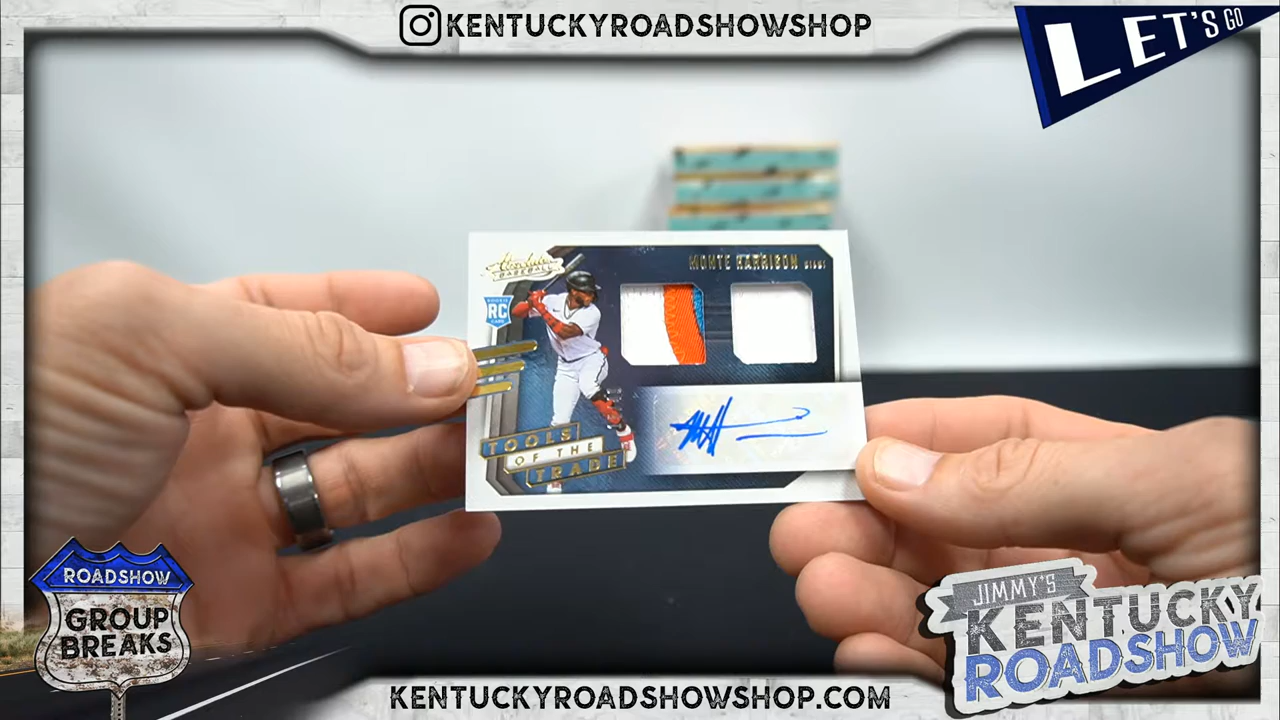 KENTUCKYROADSHOWSHOP
LET'S GO
Absolute
BASEBALL
MONTE HARRISON
RC
TOOLS
OF THE
TRADE
ROADSHOW
GROUP
BREAKS
JIMMY'S
KENTUCKY
ROADSHOW
KENTUCKYROADSHOWSHOP.COM